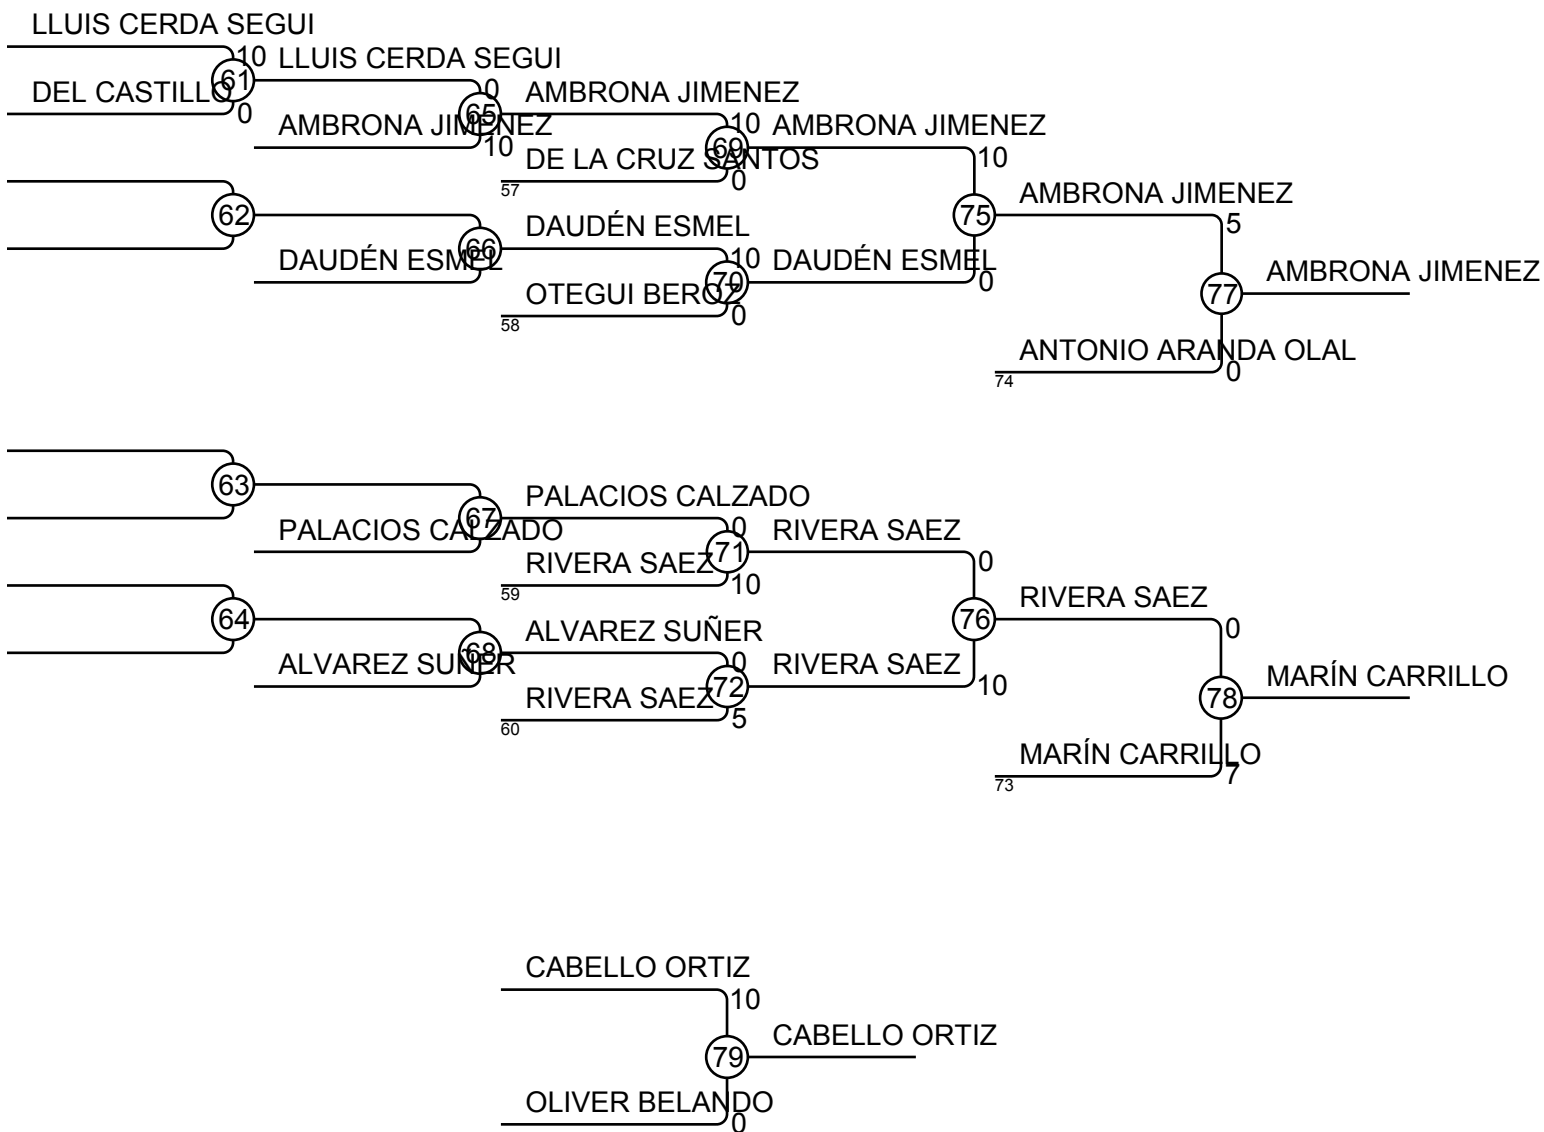 LLUIS CERDA SEGUI
10
61
DEL CASTILLO
0
LLUIS CERDA SEGUI
0
65
AMBRONA JIMENEZ
10
AMBRONA JIMENEZ
10
69
DE LA CRUZ SANTOS
57
0
AMBRONA JIMENEZ
10
62
DAUDÉN ESMEL
66
DAUDÉN ESMEL
10
70
OTEGUI BEROZ
58
0
DAUDÉN ESMEL
0
75
AMBRONA JIMENEZ
5
77
ANTONIO ARANDA OLAL
74
0
AMBRONA JIMENEZ
63
PALACIOS CALZADO
67
PALACIOS CALZADO
0
71
RIVERA SAEZ
59
10
RIVERA SAEZ
0
64
ALVAREZ SUÑER
68
ALVAREZ SUÑER
0
72
RIVERA SAEZ
60
5
RIVERA SAEZ
10
76
RIVERA SAEZ
0
78
MARÍN CARRILLO
73
7
MARÍN CARRILLO
CABELLO ORTIZ
10
79
CABELLO ORTIZ
OLIVER BELANDO
0